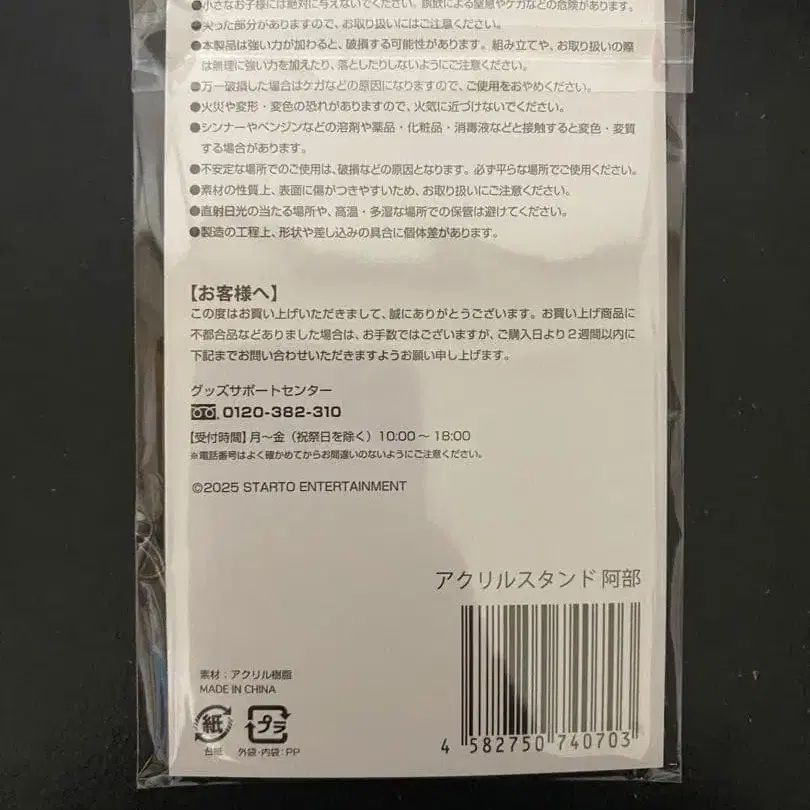 ●小さなお子様には絶対に与えないでください。誤飲による窒息やケガなどの危険があります。
●尖った部分がありますので、お取り扱いにはご注意ください。
●本製品は強い力が加わると、破損する可能性があります。組み立てや、お取り扱いの際
は無理に力を加えたり、落としたりしないようにご注意ください。
●万一破損した場合はケガなどの原因になりますので、ご使用をおやめください。
●火災や変形・変色の恐れがありますので、火気に近づけないでください。
●シンナーやベンジンなどの溶剤や薬品・化粧品・消毒液などと接触すると変色・変質
する場合があります。
●不安定な場所でのご使用は、破損などの原因となります。必ず平らな場所でご使用ください。
●素材の性質上、表面に傷がつきやすいため、お取り扱いにご注意ください。
●直射日光の当たる場所や、高温・多湿な場所での保管は避けてください。
●製造の工程上、形状や差し込みの具合に個体差があります。
【お客様へ】
この度はお買い上げいただきまして、誠にありがとうございます。お買い上げ商品に
不都合品などありました場合は、お手数ではございますが、ご購入日より2週間以内に
下記までお問い合わせいただきますようお願い申し上げます。
グッズサポートセンター
0120-382-310
【受付時間】月～金（祝祭日を除く）10:00～18:00
※電話番号はよく確かめてからお間違いのないようにご注意ください。
©2025 STARTO ENTERTAINMENT
アクリルスタンド 阿部
素材：アクリル樹脂
MADE IN CHINA
紙 プラ
台紙 外袋・内袋：PP
4 582750 740703